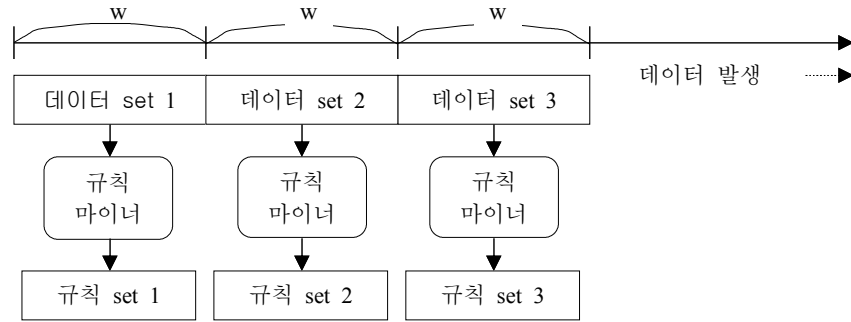 w w w
데이터 발생
데이터 set 1 데이터 set 2 데이터 set 3
규칙 규칙 규칙
마이너 마이너 마이너
규칙 set 1 규칙 set 2 규칙 set 3